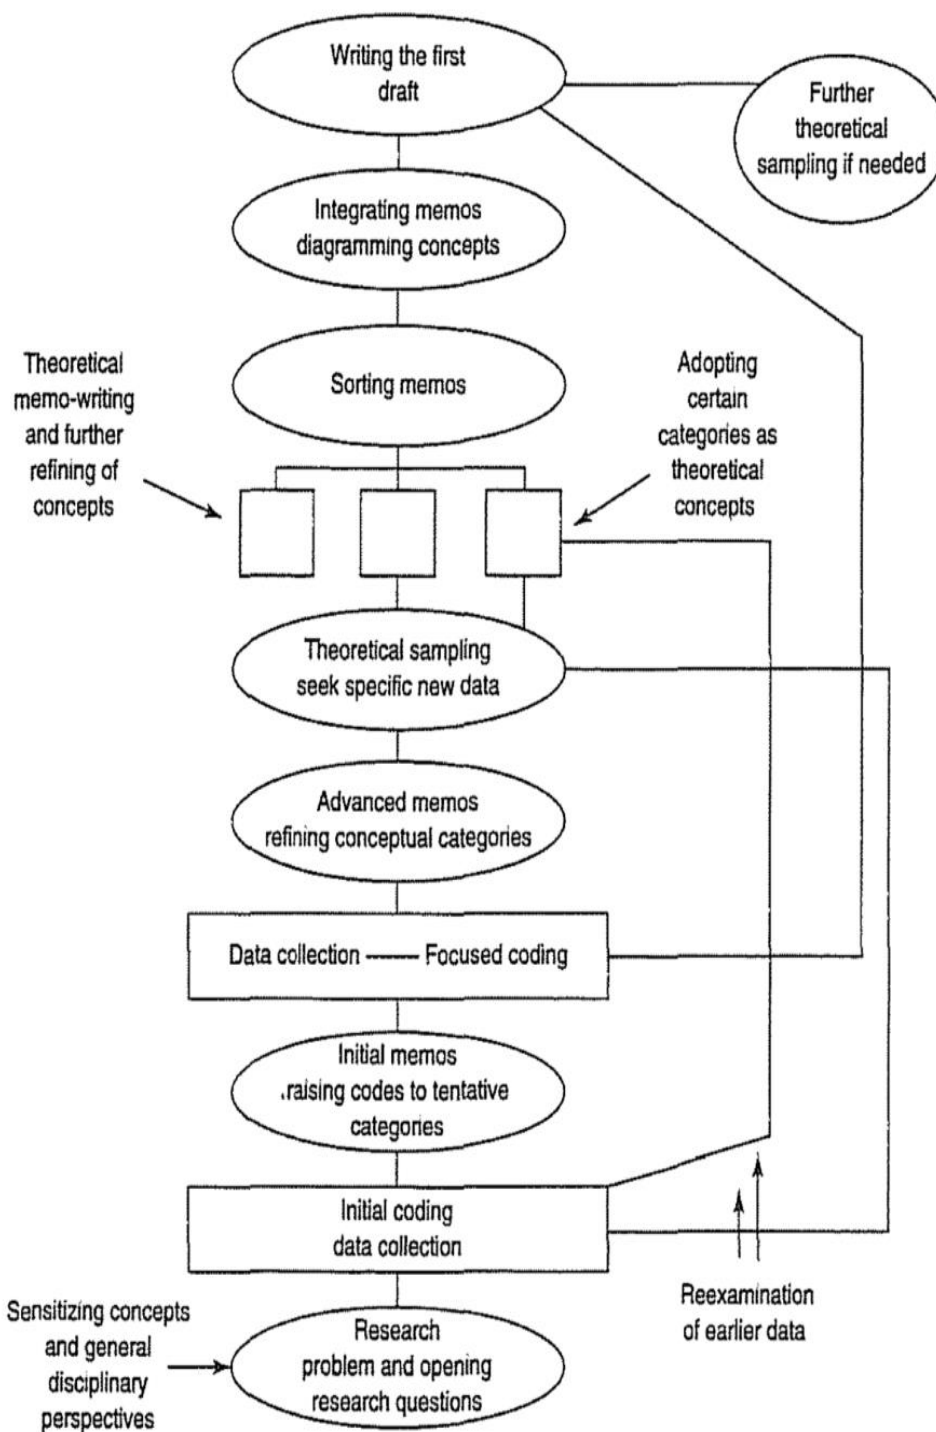 Writing the first
draft
Further
theoretical
sampling if needed
Integrating memos
diagramming concepts
Sorting memos
Theoretical
memo-writing
and further
refining of
concepts
Adopting
certain
categories as
theoretical
concepts
Theoretical sampling
seek specific new data
Advanced memos
refining conceptual categories
Data collection ------- Focused coding
Initial memos
.raising codes to tentative
categories
Initial coding
data collection
Reexamination
of earlier data
Sensitizing concepts
and general
disciplinary
perspectives
Research
problem and opening
research questions